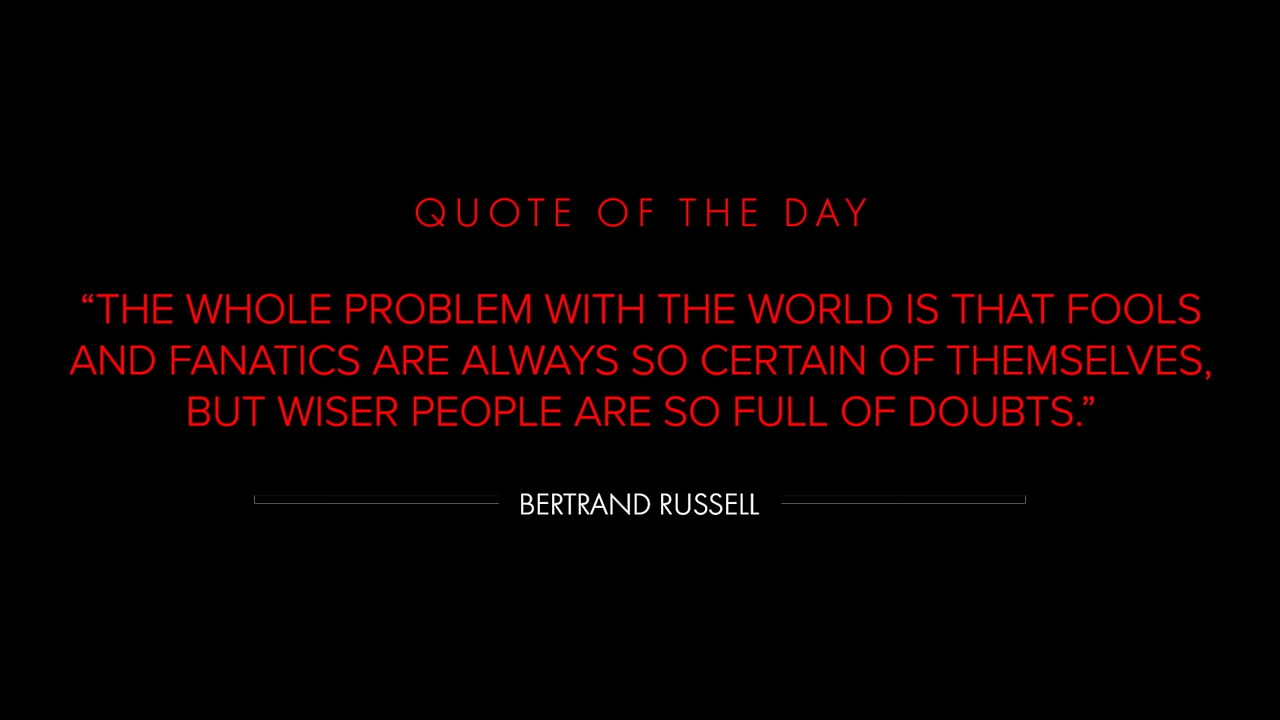 QUOTE OF THE DAY
“THE WHOLE PROBLEM WITH THE WORLD IS THAT FOOLS
AND FANATICS ARE ALWAYS SO CERTAIN OF THEMSELVES,
BUT WISER PEOPLE ARE SO FULL OF DOUBTS.”
BERTRAND RUSSELL